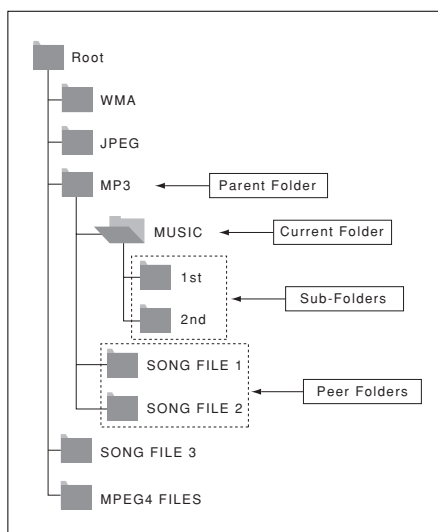 Root
WMA
JPEG
MP3 Parent Folder
MUSIC Current Folder
1st
Sub-Folders
2nd
SONG FILE 1
Peer Folders
SONG FILE 2
SONG FILE 3
MPEG4 FILES